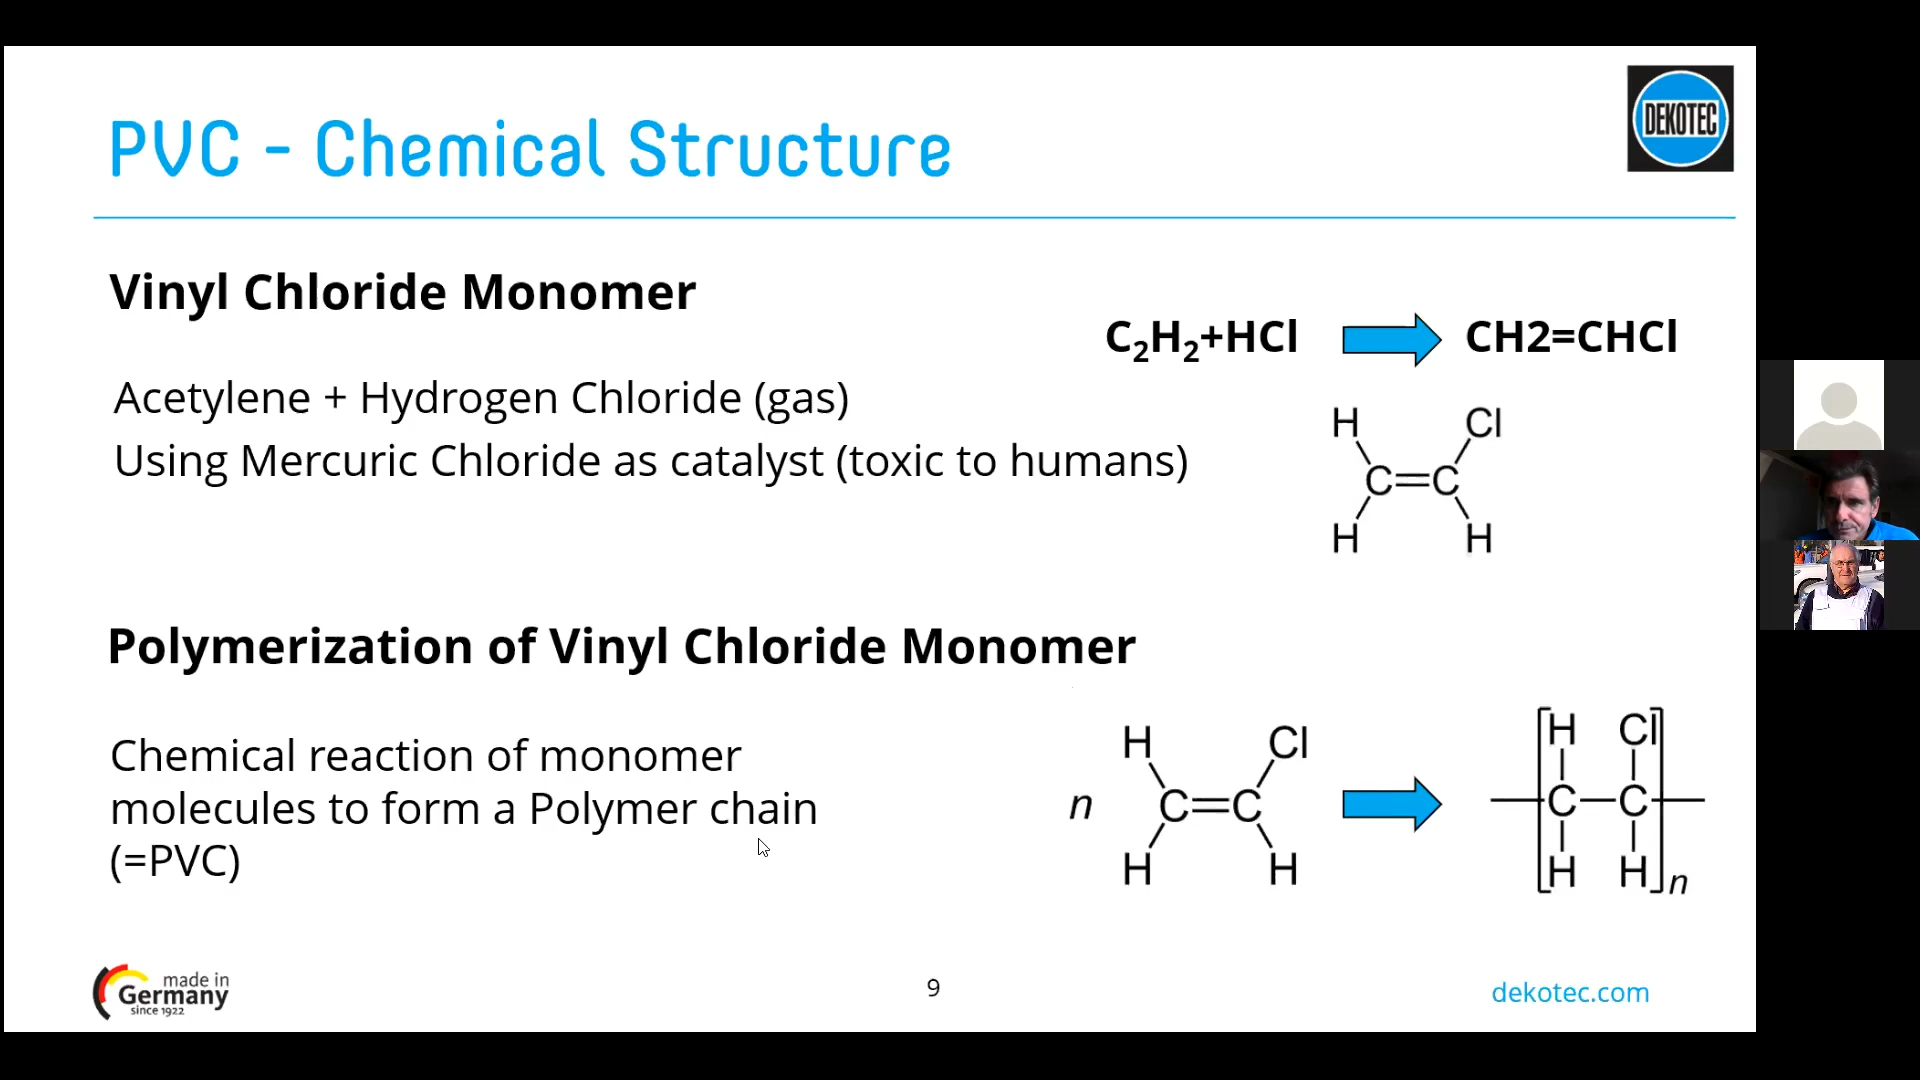 PVC - Chemical Structure
DEKOTEC
Vinyl Chloride Monomer
C₂H₂+HCl CH2=CHCl
Acetylene + Hydrogen Chloride (gas)
Using Mercuric Chloride as catalyst (toxic to humans)
H Cl
C=C
H H
Polymerization of Vinyl Chloride Monomer
Chemical reaction of monomer
molecules to form a Polymer chain
(=PVC)
H Cl
n C=C
H H
H Cl
C–C
H H n
made in
Germany
since 1922
9
dekotec.com